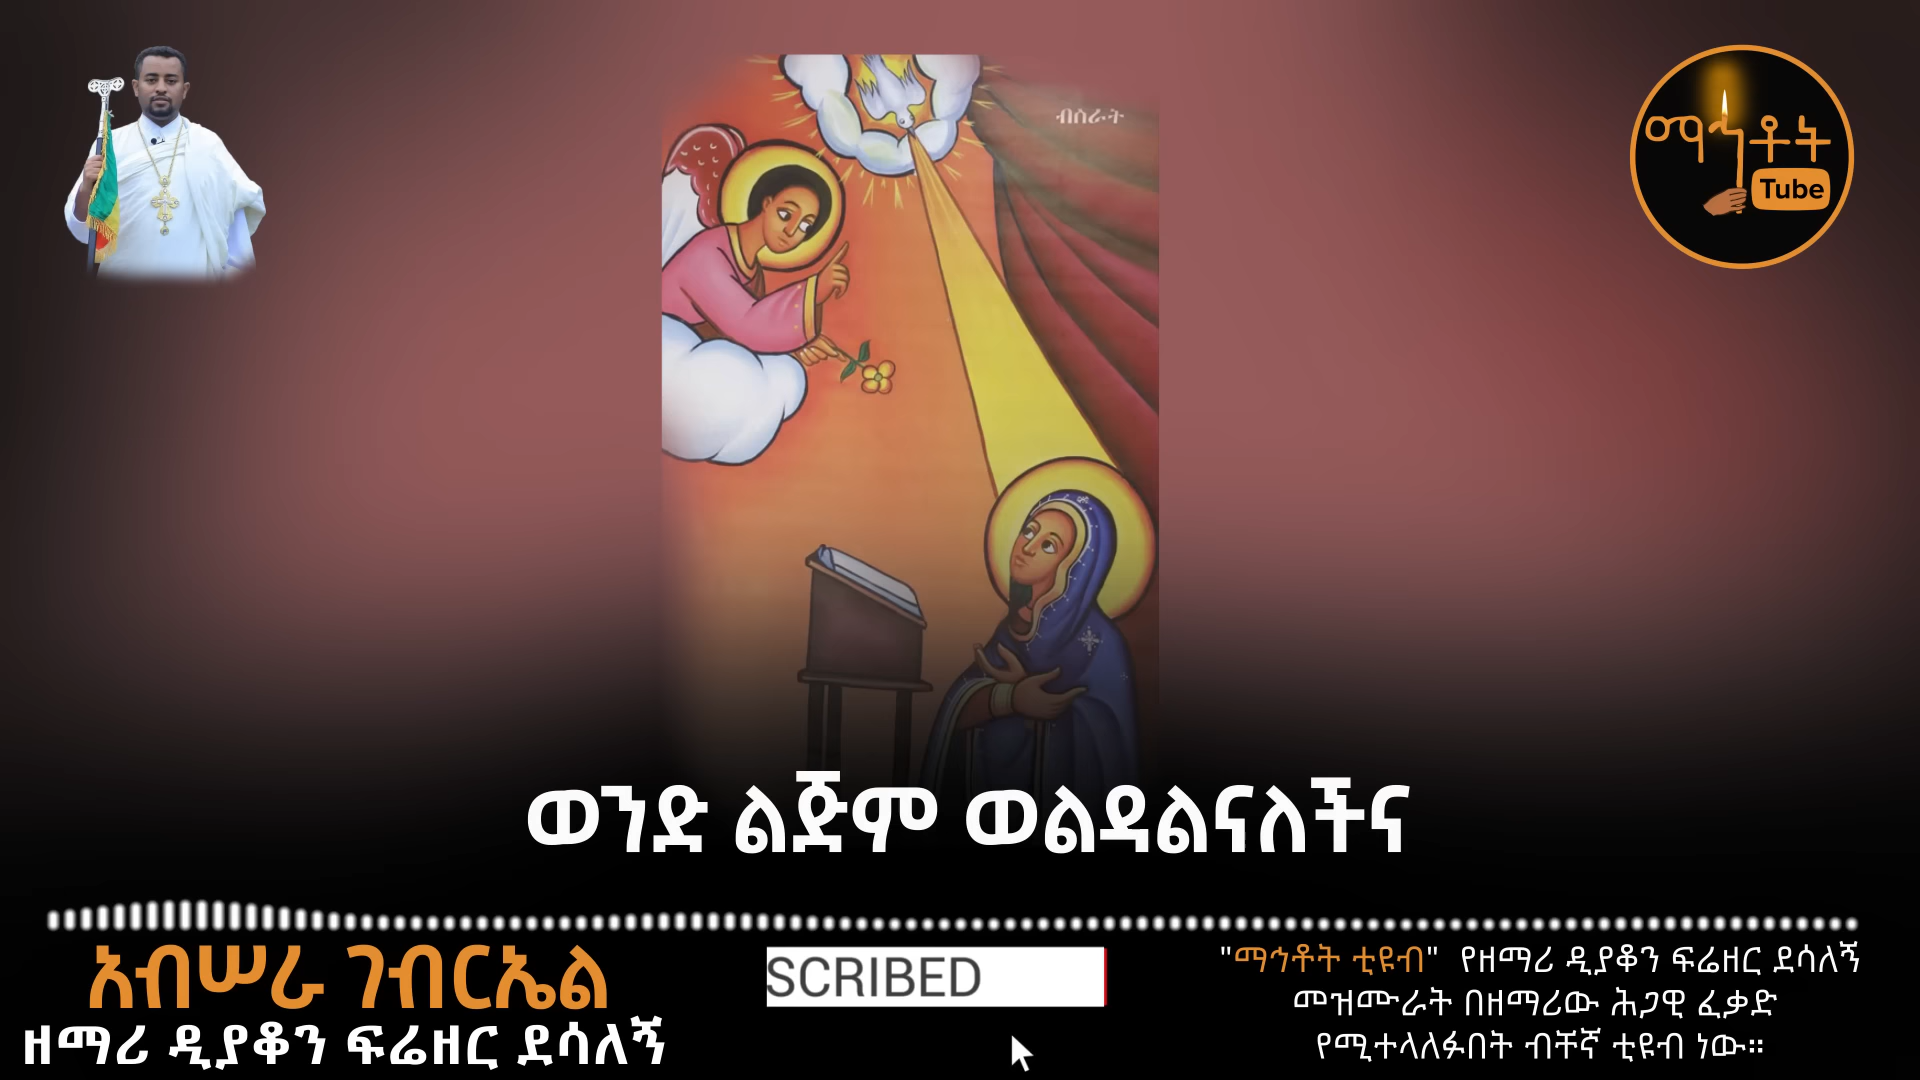 ብስራት
ማኅቶት
Tube
ወንድ ልጅም ወልዳልናለችና
አብሠራ ገብርኤል
ዘማሪ ዲያቆን ፍሬዘር ደሳለኝ
SCRIBED
"ማኅቶት ቲዩብ" የዘማሪ ዲያቆን ፍሬዘር ደሳለኝ
መዝሙራት በዘማሪው ሕጋዊ ፈቃድ
የሚተላለፉበት ብቸኛ ቲዩብ ነው።